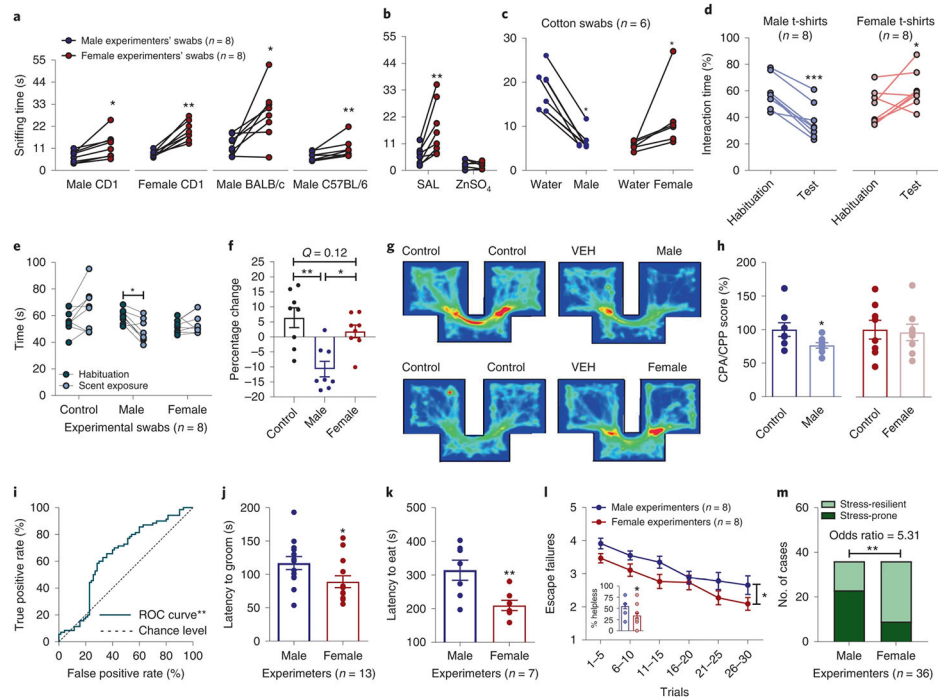 a
Male experimenters' swabs (n = 8)
Female experimenters' swabs (n = 8)
Sniffing time (s)
55
44
33
22
11
0
*
**
*
**
Male CD1
Female CD1
Male BALB/c
Male C57BL/6
b
55
44
33
22
11
0
**
SAL
ZnSO4
c
Cotton swabs (n = 6)
30
20
10
0
*
*
Water
Male
Water
Female
d
Male t-shirts
(n = 8)
Female t-shirts
(n = 8)
Interaction time (%)
100
80
60
40
20
0
***
*
Habituation
Test
Habituation
Test
e
Time (s)
100
80
60
40
20
0
*
Habituation
Scent exposure
Control
Male
Female
Experimental swabs (n = 8)
f
Q = 0.12
**
*
Percentage change
25
20
15
10
5
0
−5
−10
−15
−20
Control
Male
Female
g
Control
Control
VEH
Male
Control
Control
VEH
Female
h
CPA/CPP score (%)
200
150
100
50
0
*
Control
Male
Control
Female
i
True positive rate (%)
100
80
60
40
20
0
ROC curve**
Chance level
0
20
40
60
80
100
False positive rate (%)
j
Latency to groom (s)
250
200
150
100
50
0
*
Male
Female
Experimeters (n = 13)
k
Latency to eat (s)
500
400
300
200
100
**
Male
Female
Experimeters (n = 7)
l
Male experimenters (n = 8)
Female experimenters (n = 8)
Escape failures
5
4
3
2
1
% helpless
100
75
50
25
0
*
*
1–5
6–10
11–15
16–20
21–25
26–30
Trials
m
Stress-resilient
Stress-prone
Odds ratio = 5.31
**
No. of cases
60
40
20
0
Male
Female
Experimenters (n = 36)